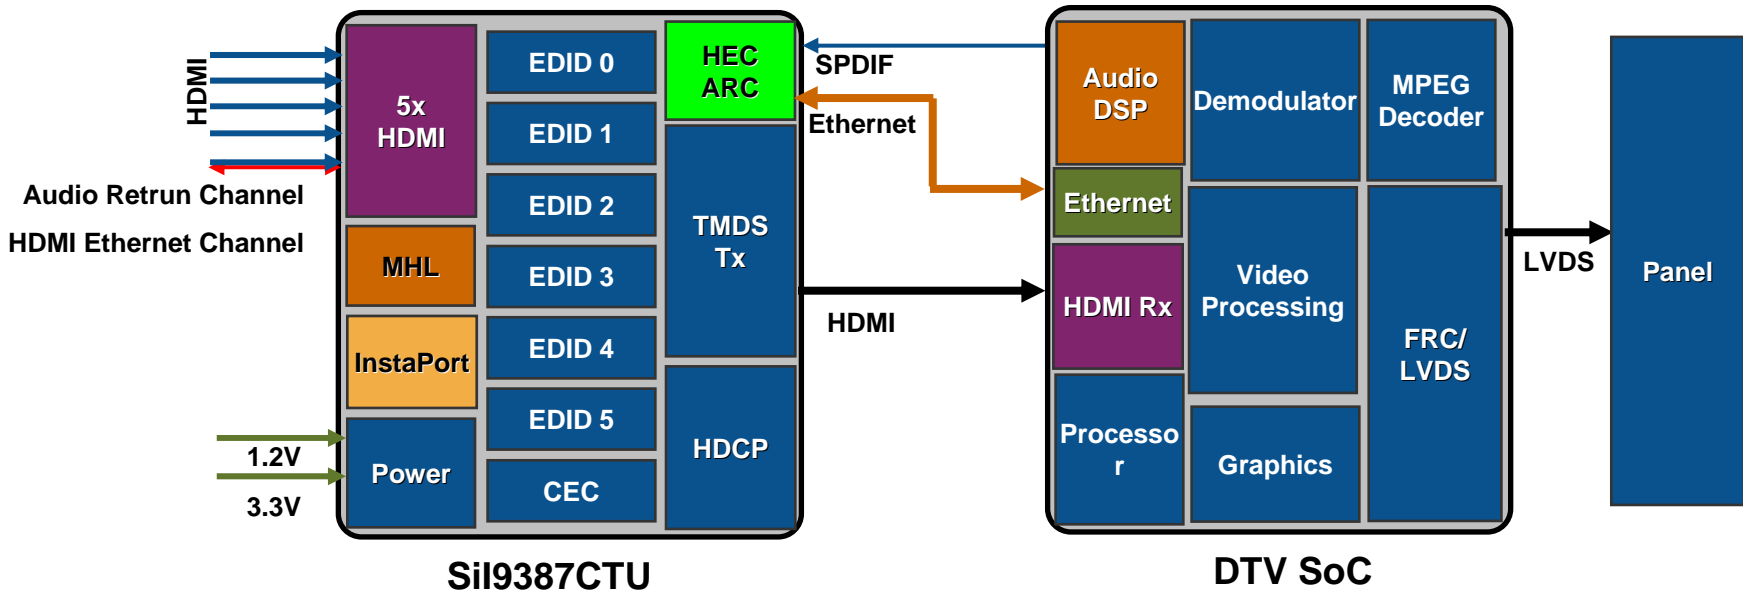 HDMI
Audio Retrun Channel
HDMI Ethernet Channel
1.2V
3.3V
5x
HDMI
MHL
InstaPort
Power
EDID 0
EDID 1
EDID 2
EDID 3
EDID 4
EDID 5
CEC
HEC
ARC
TMDS
Tx
HDCP
SiI9387CTU
SPDIF
Ethernet
HDMI
Audio
DSP
Ethernet
HDMI Rx
Processo
r
Demodulator
Video
Processing
Graphics
MPEG
Decoder
FRC/
LVDS
DTV SoC
LVDS
Panel